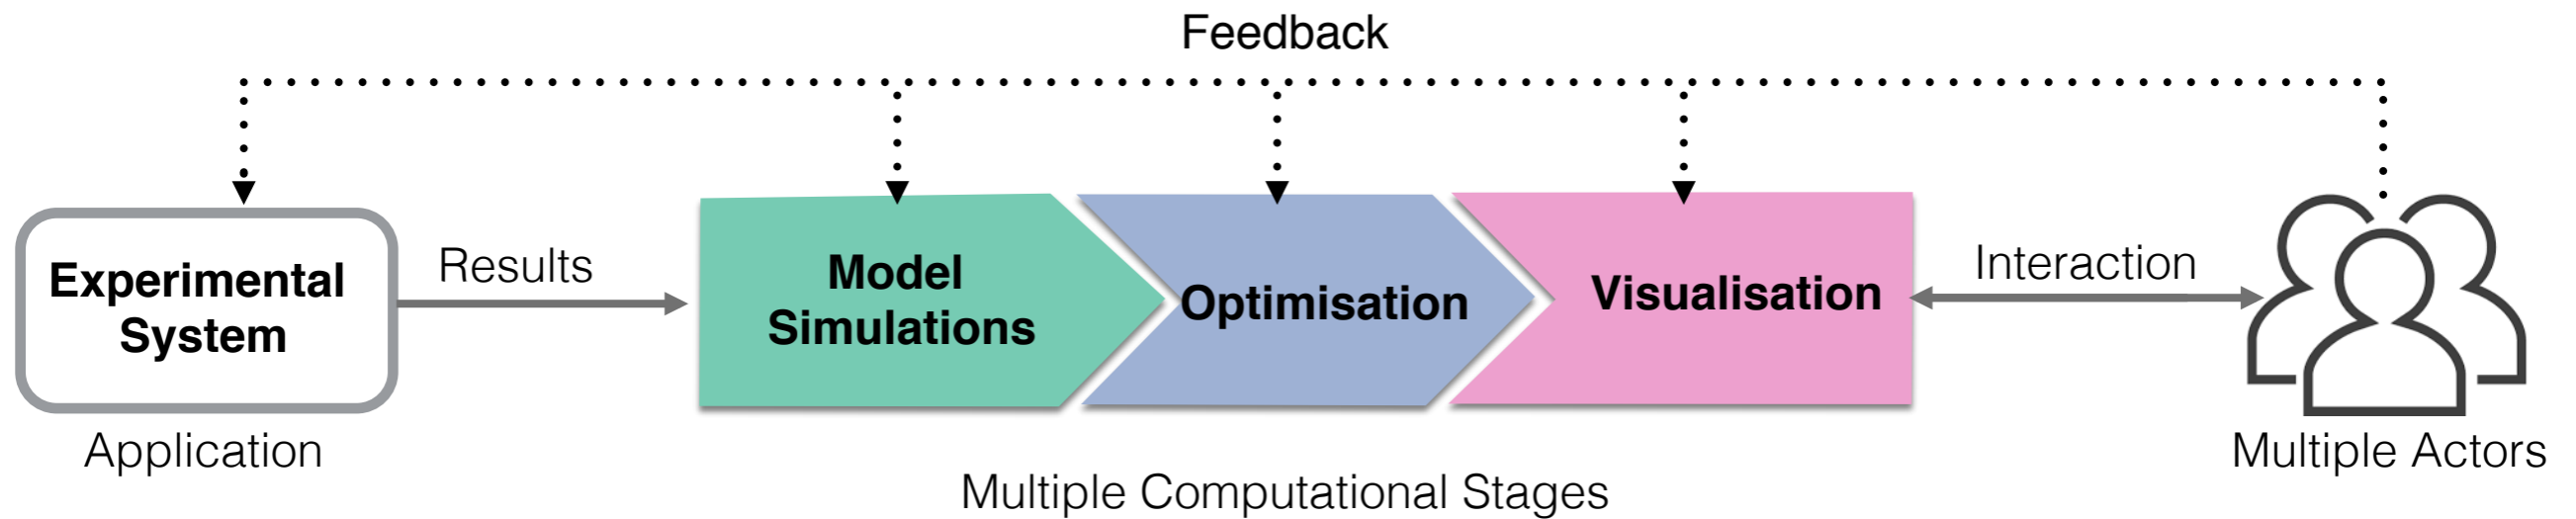 Feedback
Experimental
System
Results
Model
Simulations
Optimisation
Visualisation
Interaction
Application
Multiple Computational Stages
Multiple Actors